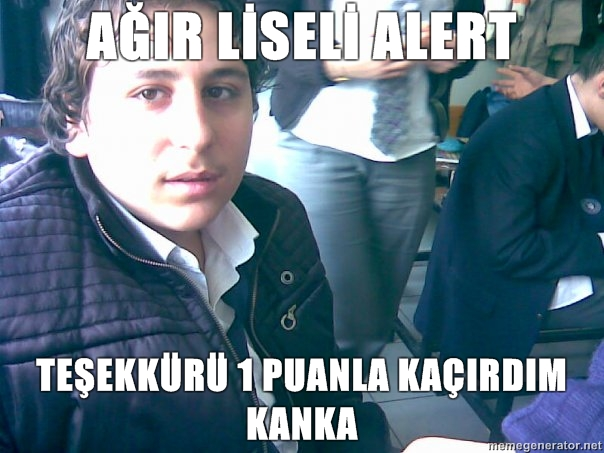 AĞIR LİSELİ ALERT
TEŞEKKÜRÜ 1 PUANLA KAÇIRDIM
KANKA
memegenerator.net